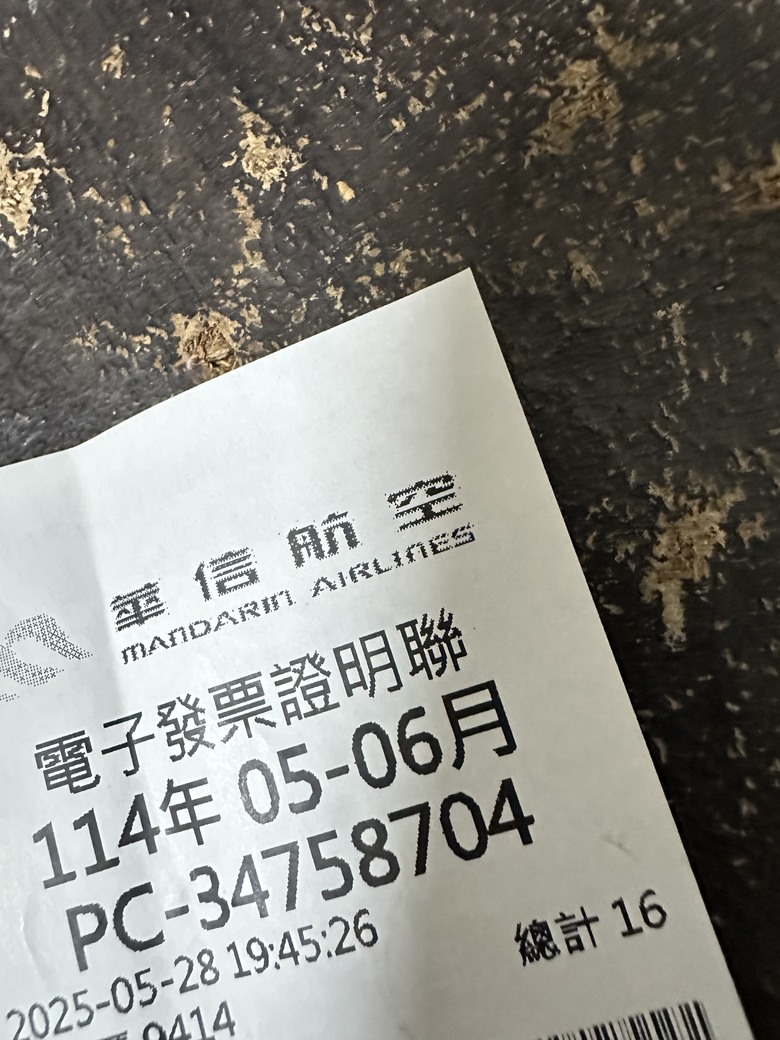 華信航空
MANDARIN AIRLINES
電子發票證明聯
114年 05-06月
PC-34758704
2025-05-28 19:45:26
總計 16
9414